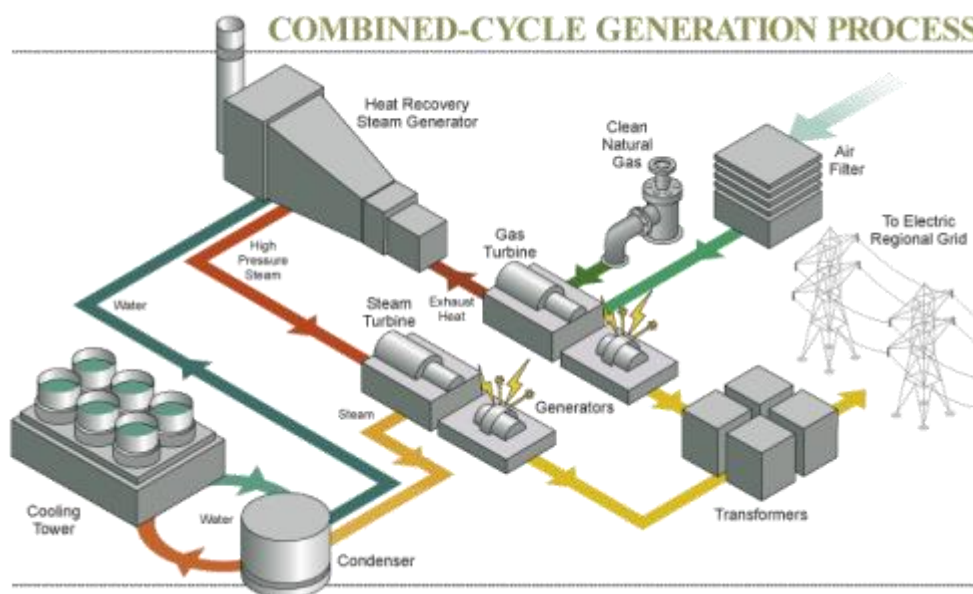 COMBINED-CYCLE GENERATION PROCESS
Heat Recovery
Steam Generator
Clean
Natural
Gas
Air
Filter
To Electric
Regional Grid
Gas
Turbine
High
Pressure
Steam
Water
Exhaust
Heat
Steam
Turbine
Steam
Generators
Cooling
Tower
Water
Condenser
Transformers